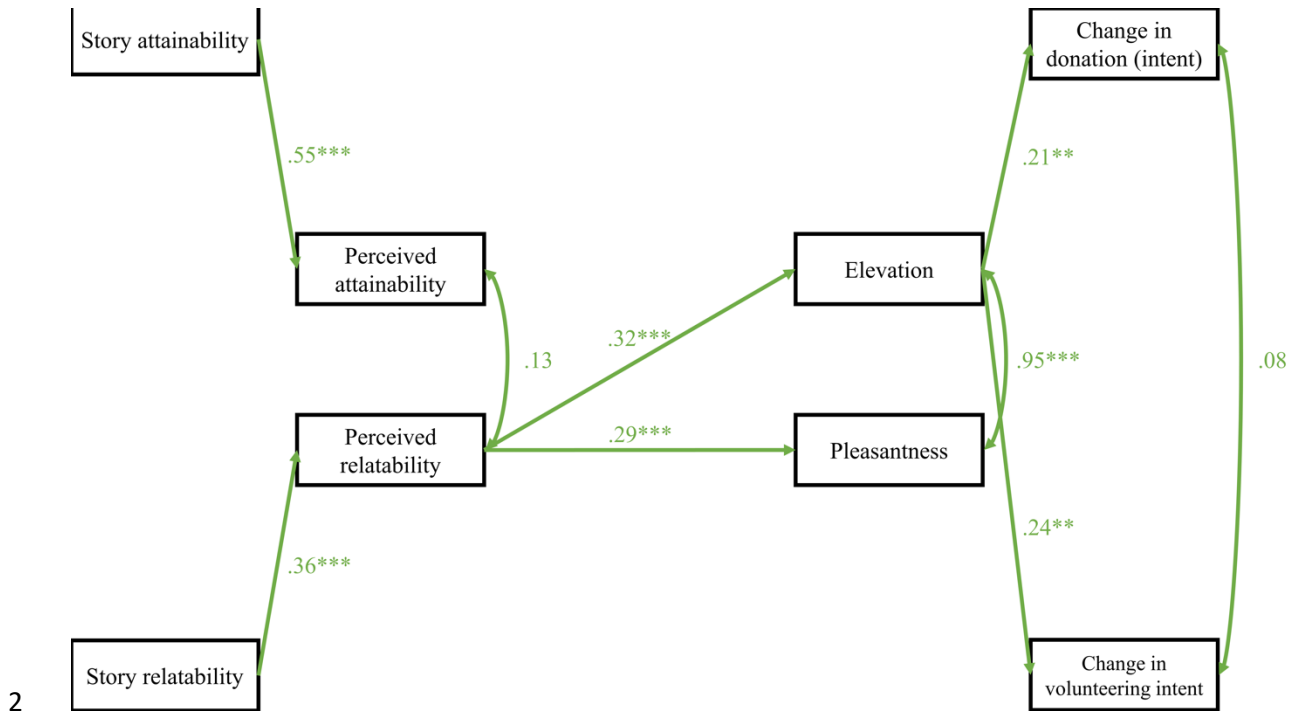 Story attainability
Change in
donation (intent)
.55***
.21**
Perceived
attainability
Elevation
.32***
.13
.95***
.08
Perceived
relatability
.29***
Pleasantness
.24**
.36***
Story relatability
Change in
volunteering intent
2